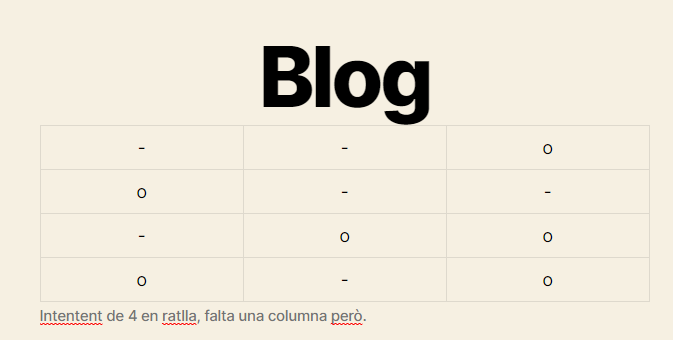 Blog
- - o
o - -
- o o
o - o
Intentent de 4 en ratlla, falta una columna però.